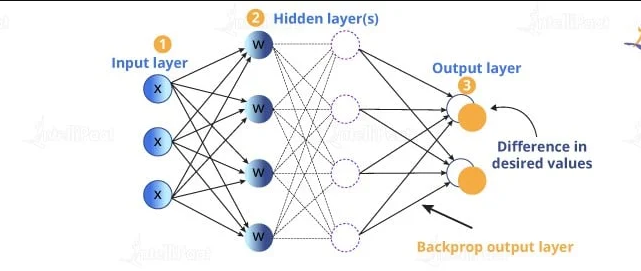 1
Input layer
2 Hidden layer(s)
Output layer
3
X
X
X
W
W
W
W
Difference in
desired values
Backprop output layer